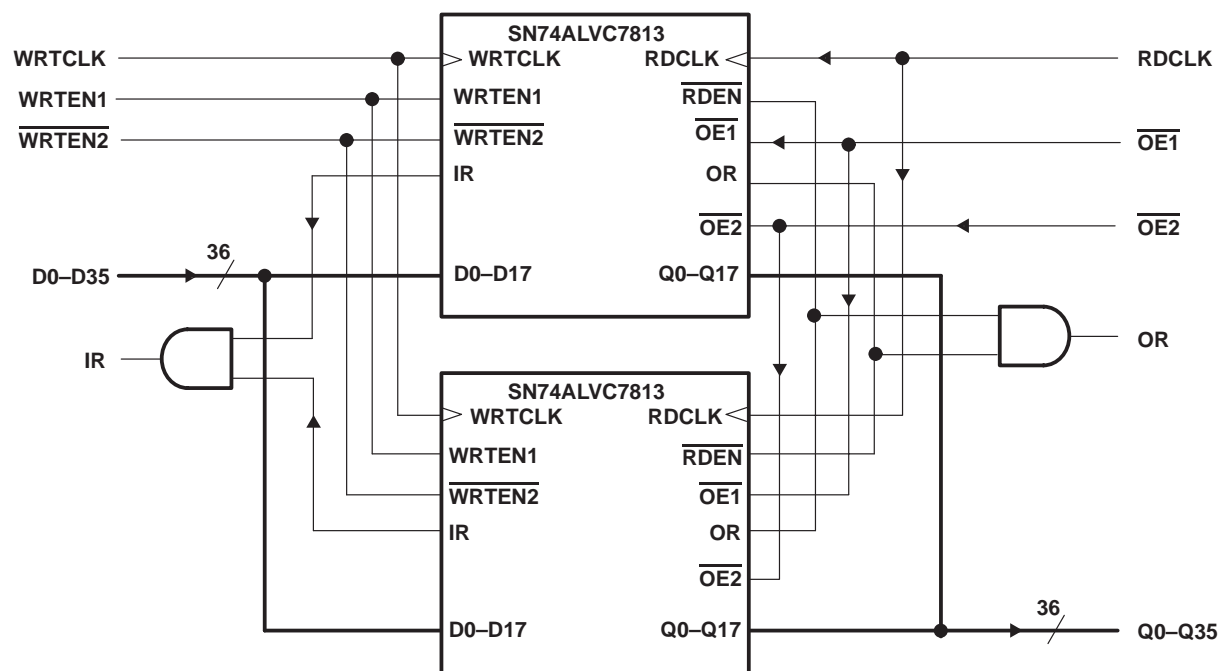 SN74ALVC7813
WRTCLK
WRTCLK
RDCLK
RDCLK
WRTEN1
WRTEN1
RDEN
WRTEN2
WRTEN2
OE1
OE1
IR
OR
OE2
OE2
36
D0–D35
D0–D17
Q0–Q17
IR
OR
SN74ALVC7813
WRTCLK
RDCLK
WRTEN1
RDEN
WRTEN2
OE1
IR
OR
OE2
D0–D17
Q0–Q17
36
Q0–Q35